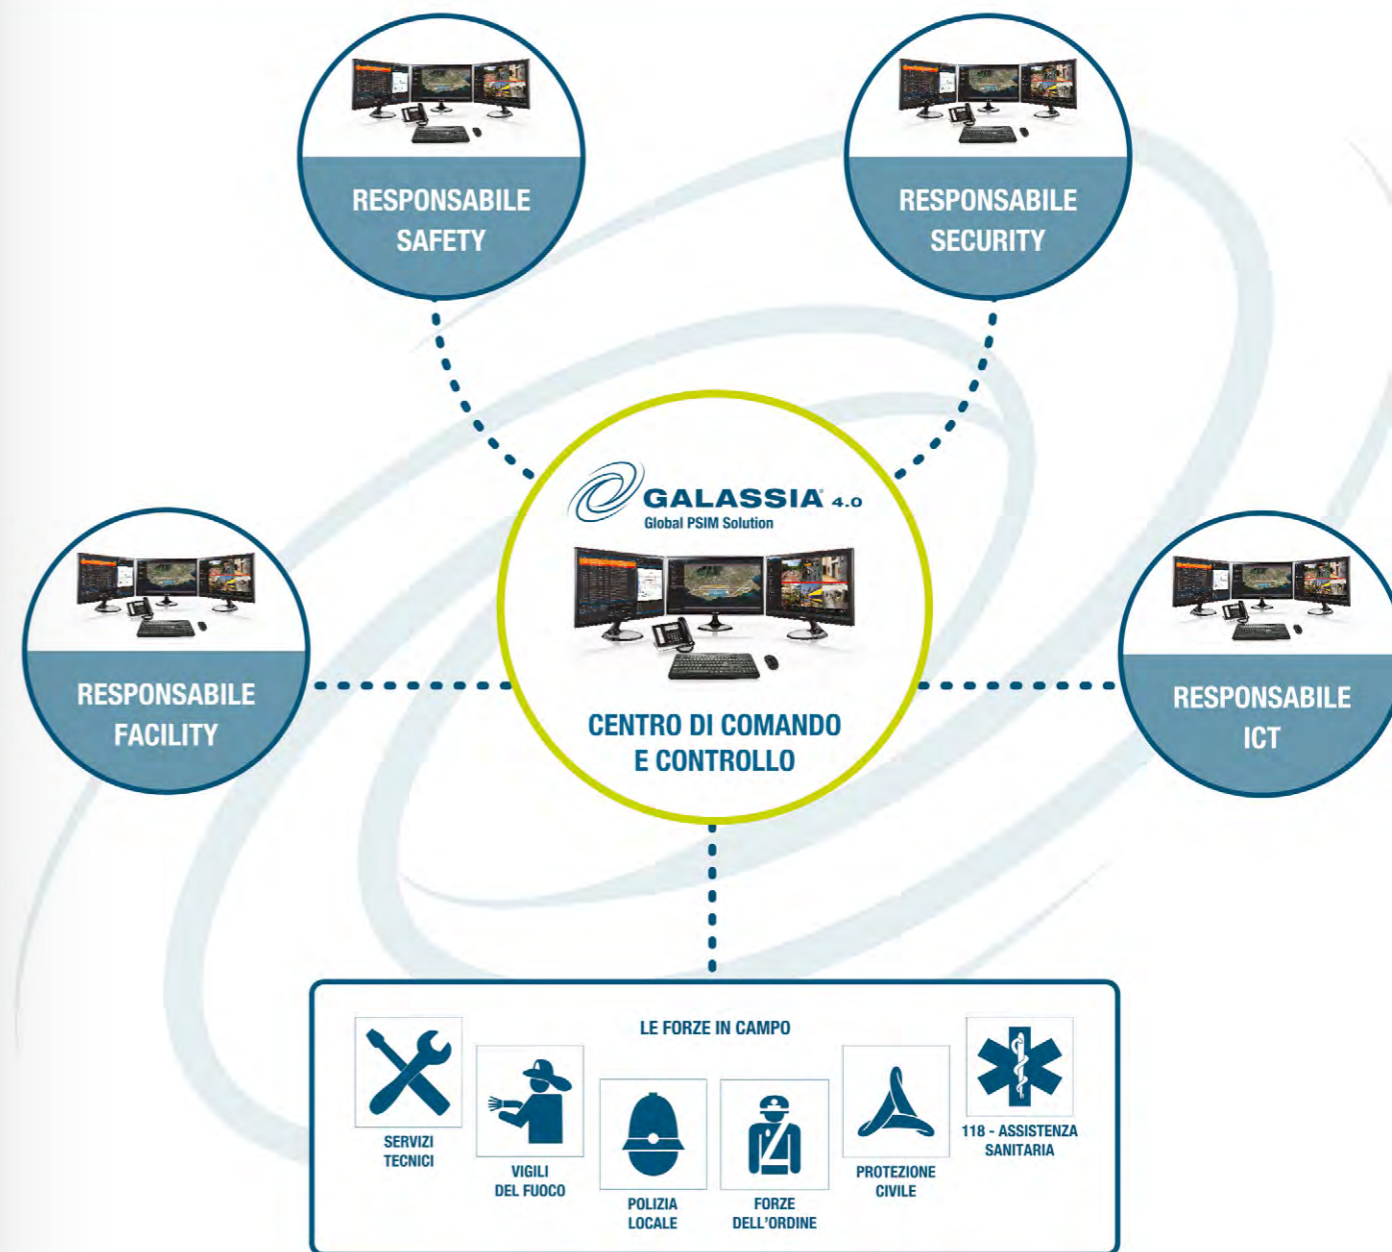 RESPONSABILE
SAFETY
RESPONSABILE
SECURITY
GALASSIA® 4.0
Global PSIM Solution
RESPONSABILE
FACILITY
CENTRO DI COMANDO
E CONTROLLO
RESPONSABILE
ICT
LE FORZE IN CAMPO
SERVIZI
TECNICI
VIGILI
DEL FUOCO
POLIZIA
LOCALE
FORZE
DELL'ORDINE
PROTEZIONE
CIVILE
118 - ASSISTENZA
SANITARIA